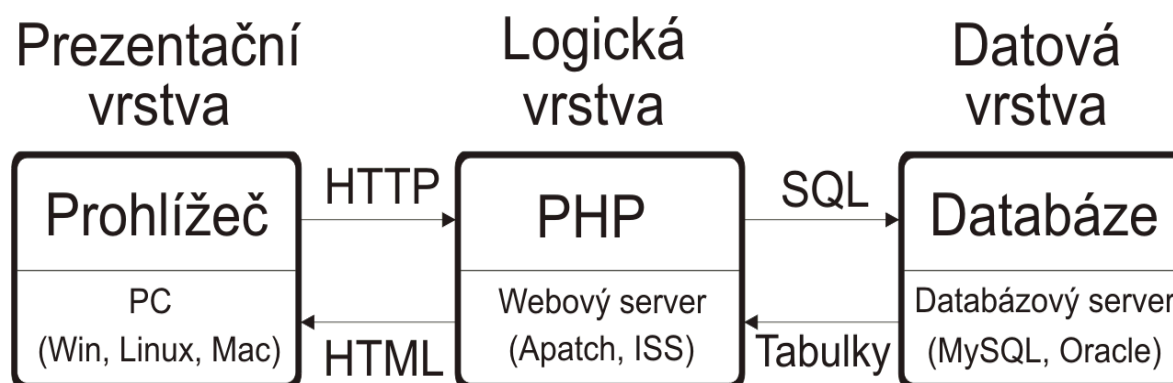 Prezentační
vrstva
Logická
vrstva
Datová
vrstva
Prohlížeč
PC
(Win, Linux, Mac)
HTTP
HTML
PHP
Webový server
(Apatch, ISS)
SQL
Tabulky
Databáze
Databázový server
(MySQL, Oracle)